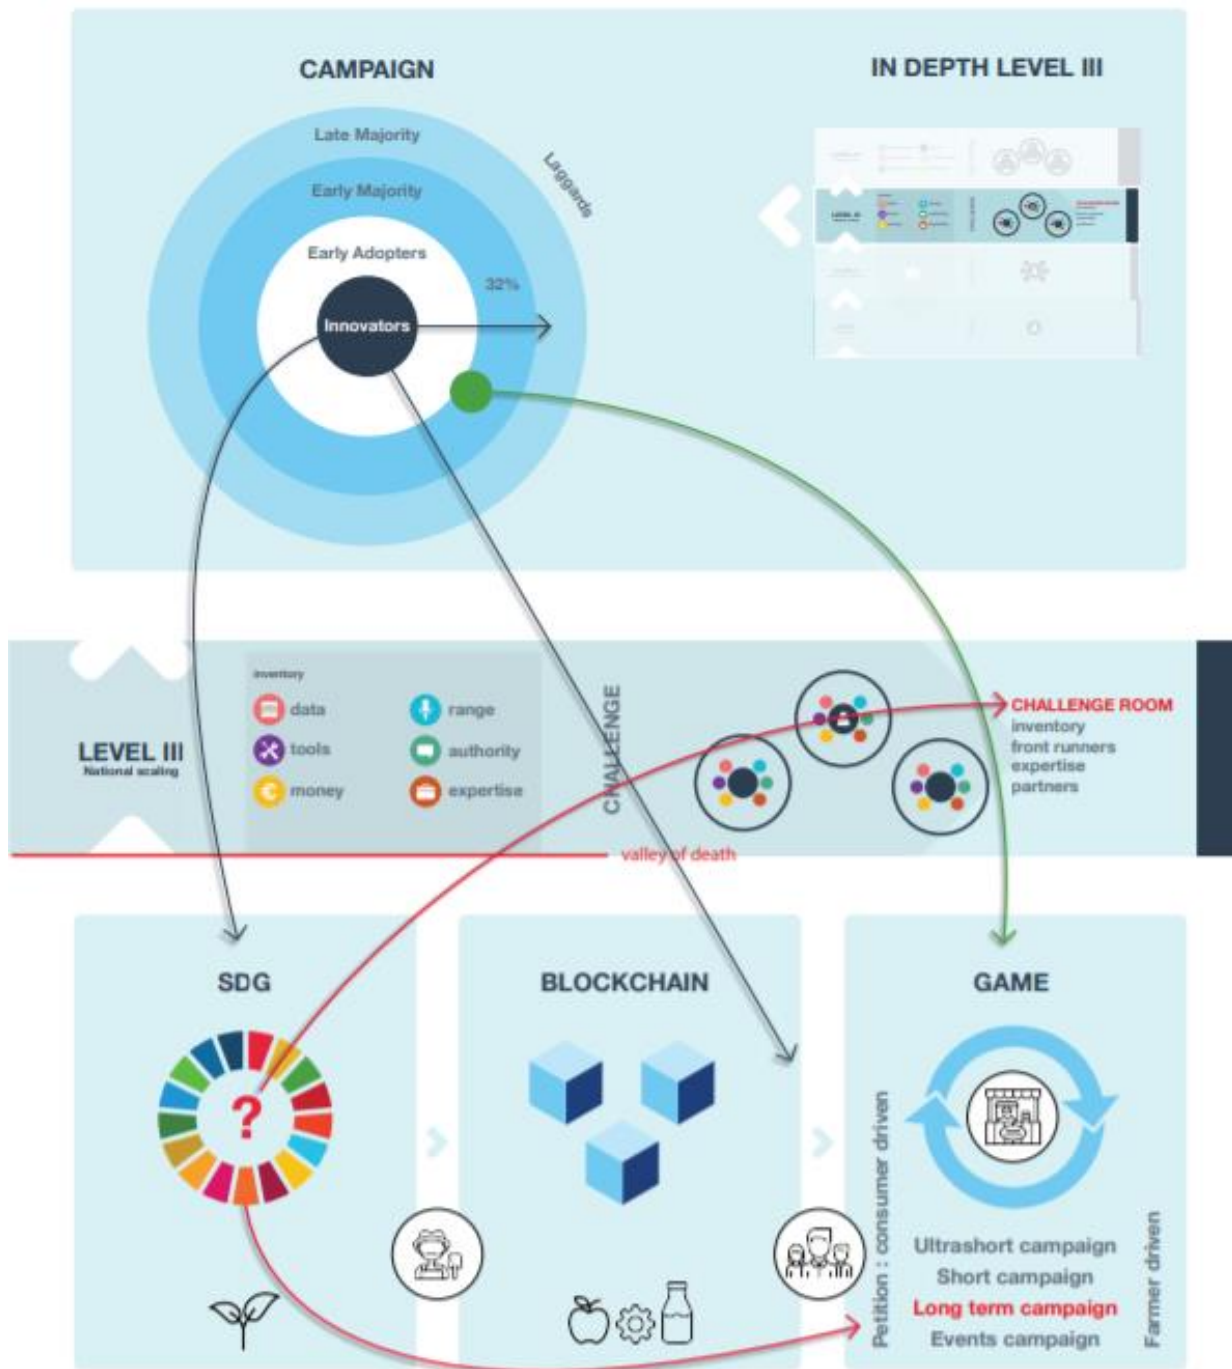 CAMPAIGN
IN DEPTH LEVEL III
Late Majority
Laggards
Early Majority
Early Adopters
32%
Innovators
LEVEL III
inventory
data
range
LEVEL III
National scaling
tools
authority
money
expertise
CHALLENGE
CHALLENGE ROOM
inventory
front runners
expertise
partners
valley of death
SDG
BLOCKCHAIN
GAME
?
Petition : consumer driven
Ultrashort campaign
Short campaign
Long term campaign
Events campaign
Farmer driven